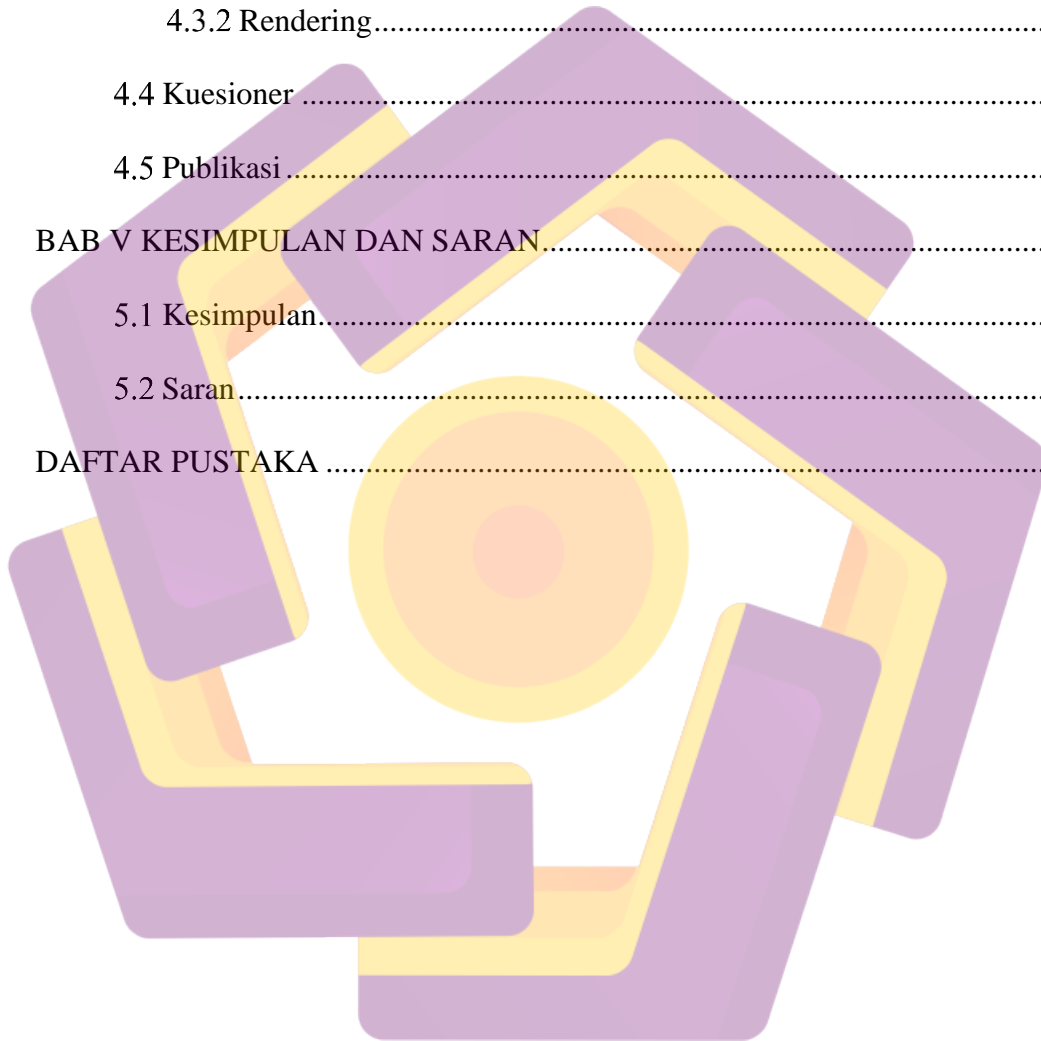 4.3.2 Rendering..........................................................................................
4.4 Kuesioner ....................................................................................................
4.5 Publikasi ......................................................................................................
BAB V KESIMPULAN DAN SARAN...................................................................
5.1 Kesimpulan..................................................................................................
5.2 Saran............................................................................................................
DAFTAR PUSTAKA ................................................................................................